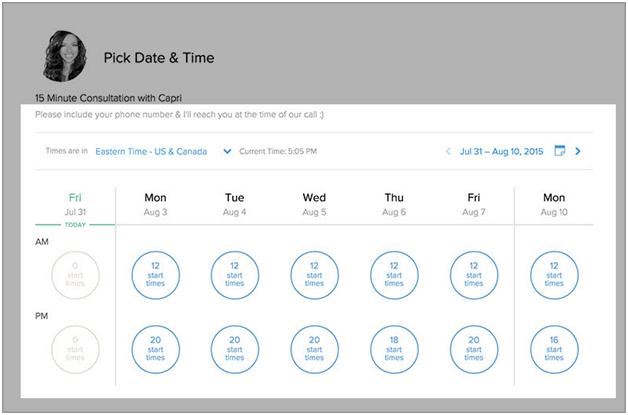 Pick Date & Time
15 Minute Consultation with Capri
Please include your phone number & I'll reach you at the time of our call :)
Times are in Eastern Time - US & Canada Current Time: 5:05 PM Jul 31 – Aug 10, 2015
Fri Mon Tue Wed Thu Fri Mon
Jul 31 Aug 3 Aug 4 Aug 5 Aug 6 Aug 7 Aug 10
TODAY
AM
0 12 12 12 12 12 12
start start start start start start start
times times times times times times times
PM
0 20 20 20 18 20 16
start start start start start start start
times times times times times times times